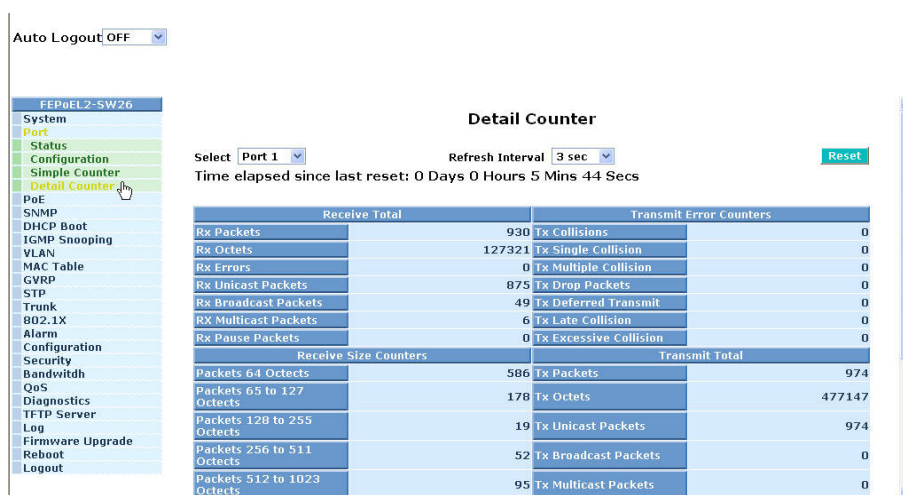 Auto Logout OFF
FEPoEL2-SW26
System
Port
Status
Configuration
Simple Counter
Detail Counter
PoE
SNMP
DHCP Boot
IGMP Snooping
VLAN
MAC Table
GVRP
STP
Trunk
802.1X
Alarm
Configuration
Security
Bandwitdh
QoS
Diagnostics
TFTP Server
Log
Firmware Upgrade
Reboot
Logout
Detail Counter
Select Port 1 Refresh Interval 3 sec Reset
Time elapsed since last reset: 0 Days 0 Hours 5 Mins 44 Secs
Receive Total Transmit Error Counters
Rx Packets 930 Tx Collisions 0
Rx Octets 127321 Tx Single Collision 0
Rx Errors 0 Tx Multiple Collision 0
Rx Unicast Packets 875 Tx Drop Packets 0
Rx Broadcast Packets 49 Tx Deferred Transmit 0
RX Multicast Packets 6 Tx Late Collision 0
Rx Pause Packets 0 Tx Excessive Collision 0
Receive Size Counters Transmit Total
Packets 64 Octects 586 Tx Packets 974
Packets 65 to 127
Octects 178 Tx Octets 477147
Packets 128 to 255
Octects 19 Tx Unicast Packets 974
Packets 256 to 511
Octects 52 Tx Broadcast Packets 0
Packets 512 to 1023
Octects 95 Tx Multicast Packets 0